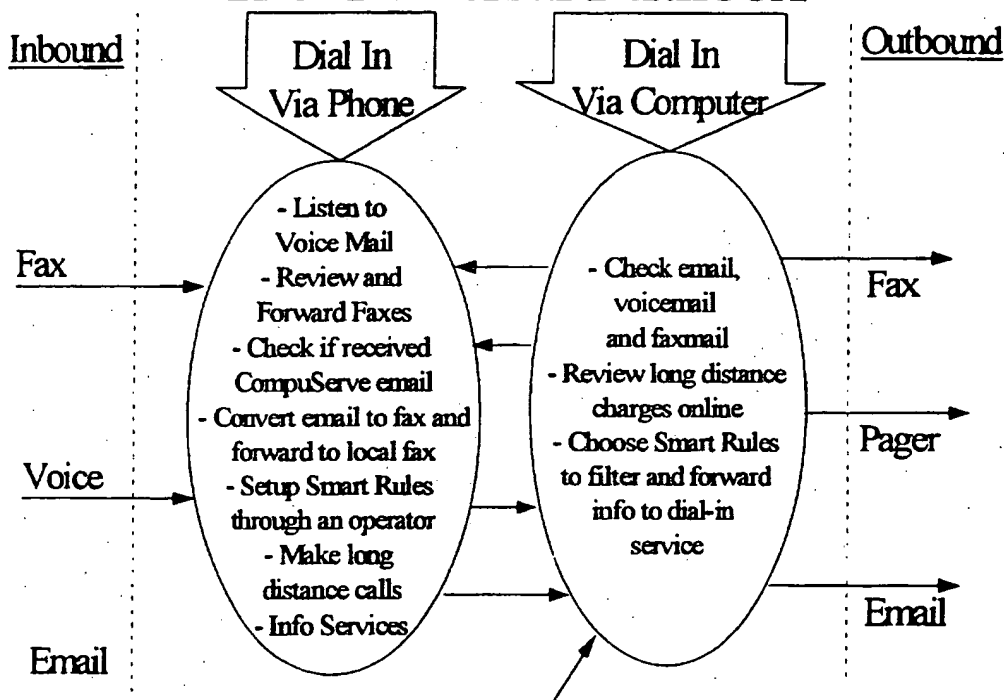 Inbound
Dial In
Via Phone
Dial In
Via Computer
Outbound
- Listen to
Voice Mail
- Review and
Forward Faxes
- Check if received
CompuServe email
- Convert email to fax and
forward to local fax
- Setup Smart Rules
through an operator
- Make long
distance calls
- Info Services
- Check email,
voicemail
and faxmail
- Review long distance
charges online
- Choose Smart Rules
to filter and forward
info to dial-in
service
Fax
Voice
Email
Fax
Pager
Email